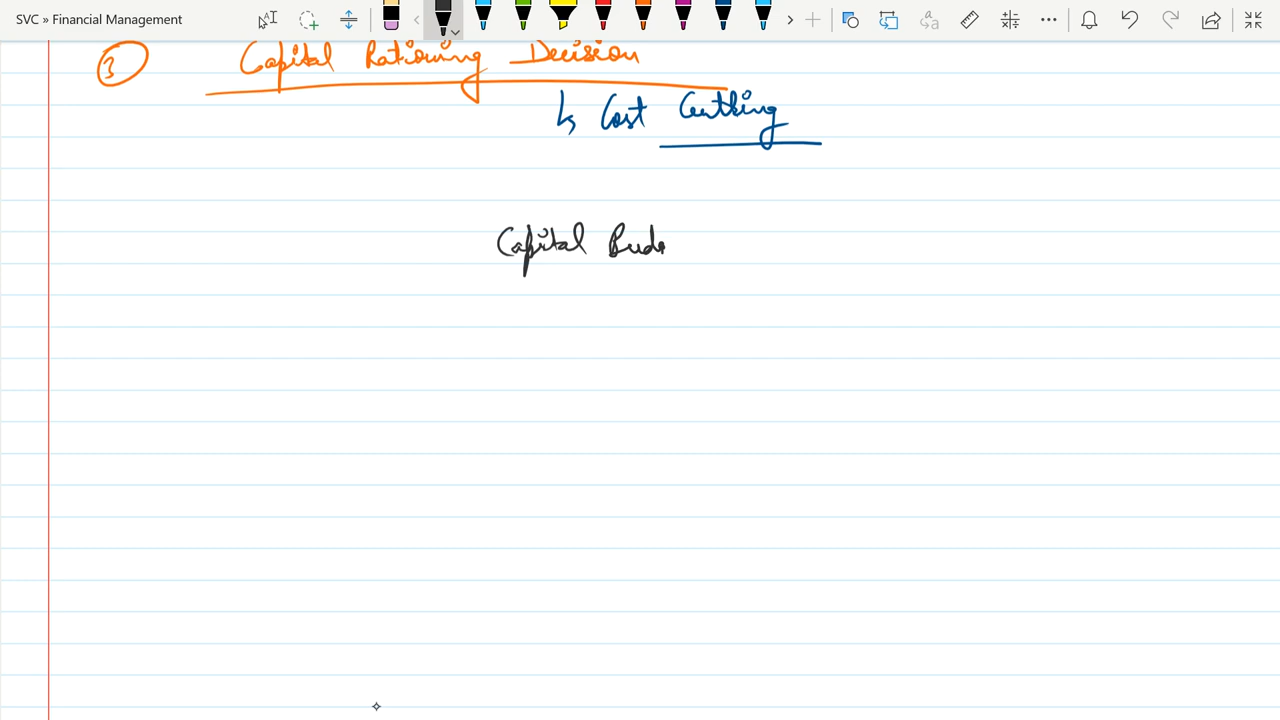 SVC » Financial Management
3 Capital Rationing Decision
↳ Cost Cutting
Capital Bud